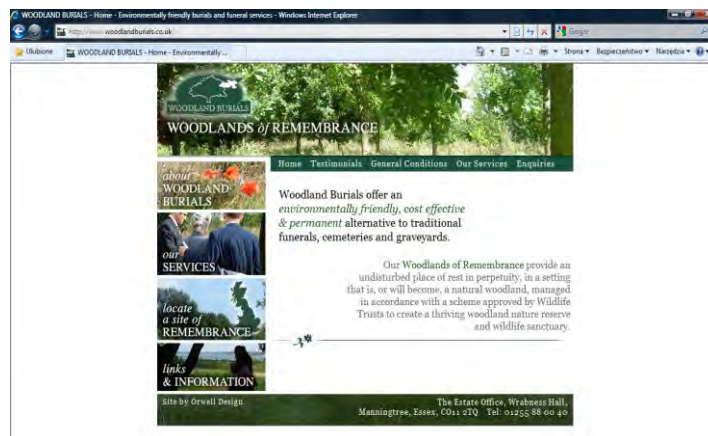 WOODLAND BURIALS - Home - Environmentally friendly burials and funeral services - Windows Internet Explorer
http://www.woodlandburials.co.uk
Google
Ulubione
WOODLAND BURIALS - Home - Environmentally ...
Strona
Bezpieczeństwo
Narzędzia
WOODLAND BURIALS
WOODLANDS of REMEMBRANCE
Home Testimonials General Conditions Our Services Enquiries
about
WOODLAND
BURIALS
our
SERVICES
locate
a site of
REMEMBRANCE
links
& INFORMATION
Woodland Burials offer an
environmentally friendly, cost effective
& permanent alternative to traditional
funerals, cemeteries and graveyards.
Our Woodlands of Remembrance provide an
undisturbed place of rest in perpetuity, in a setting
that is, or will become, a natural woodland, managed
in accordance with a scheme approved by Wildlife
Trusts to create a thriving woodland nature reserve
and wildlife sanctuary.
Site by Orwell Design
The Estate Office, Wrabness Hall,
Manningtree, Essex, CO11 2TQ Tel: 01255 88 00 40